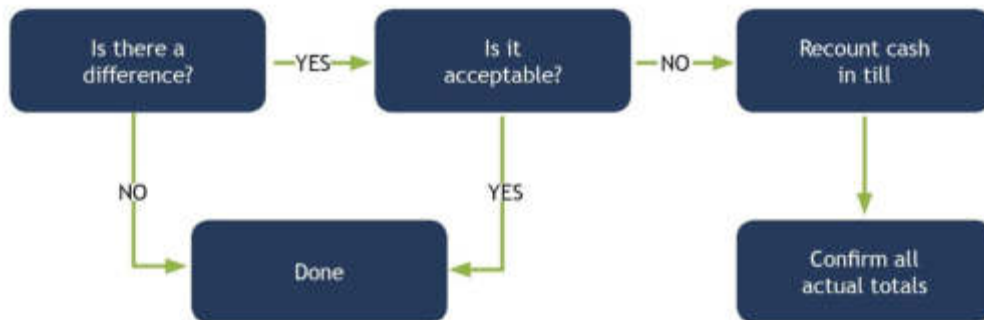 Is there a
difference?
YES
Is it
acceptable?
NO
Recount cash
in till
NO
YES
Done
Confirm all
actual totals